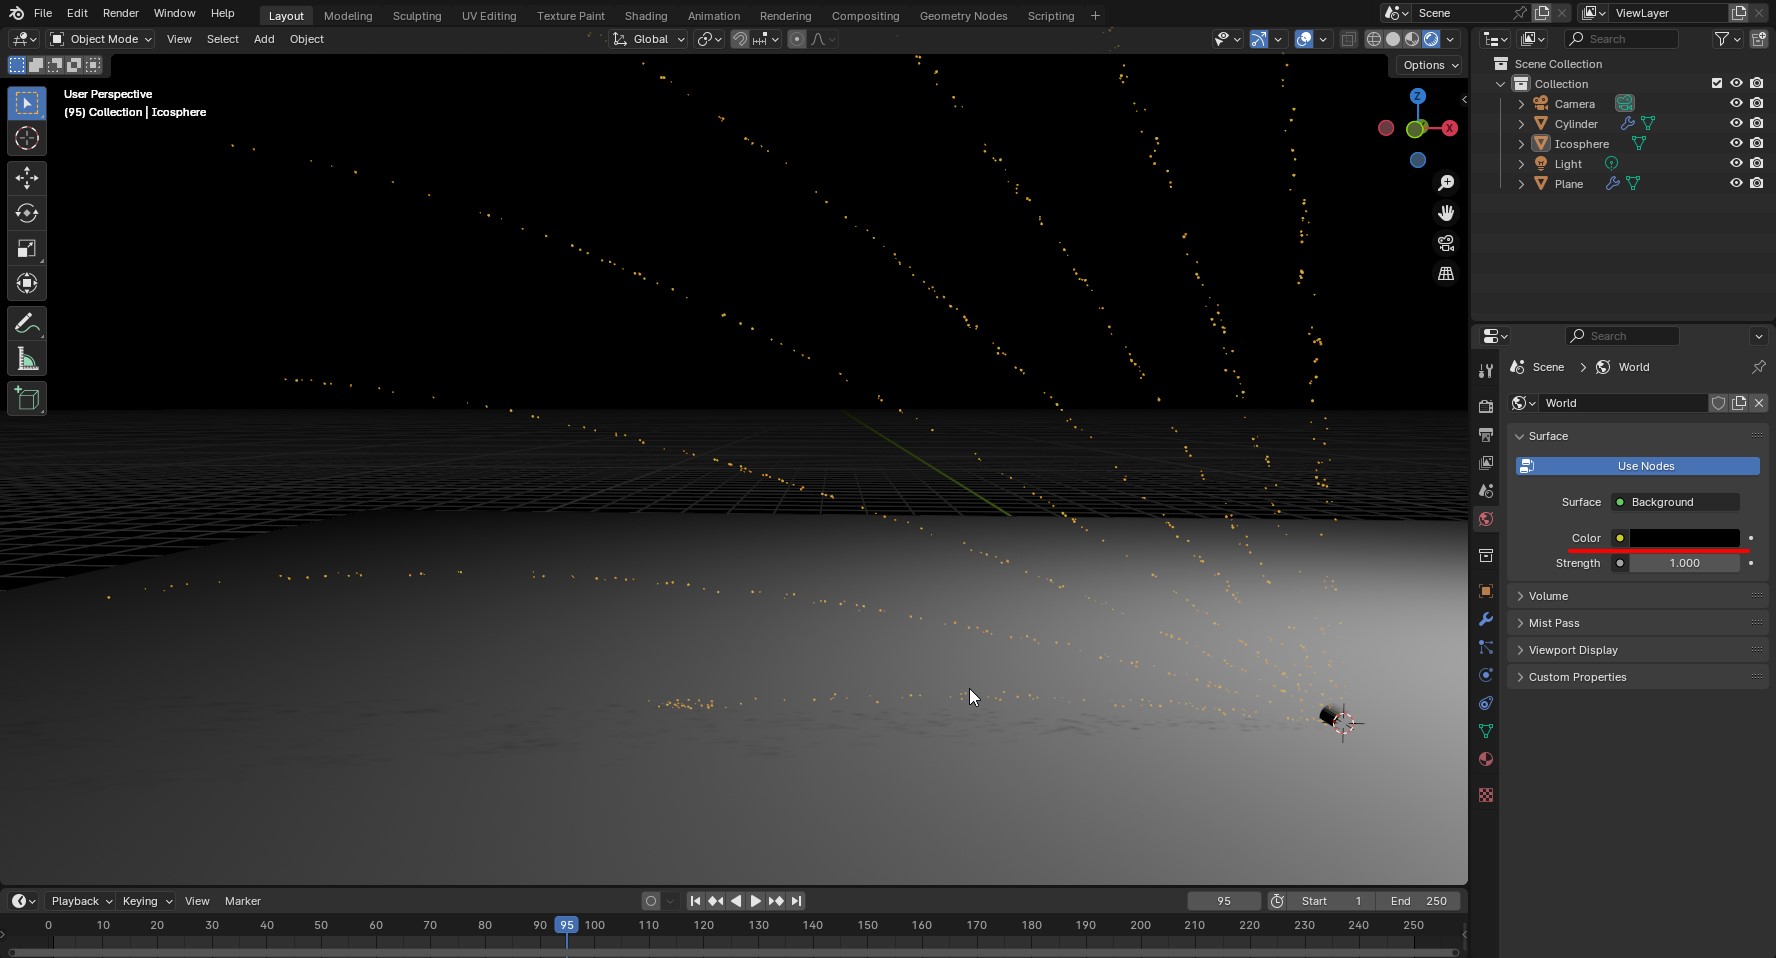 File Edit Render Window Help Layout Modeling Sculpting UV Editing Texture Paint Shading Animation Rendering Compositing Geometry Nodes Scripting + Scene ViewLayer
Object Mode View Select Add Object Global Search
Options
User Perspective
(95) Collection | Icosphere
Z
X
Scene Collection
Collection
Camera
Cylinder
Icosphere
Light
Plane
Search
Scene > World
World
Surface
Use Nodes
Surface Background
Color
Strength 1.000
Volume
Mist Pass
Viewport Display
Custom Properties
Playback Keying View Marker 95 Start 1 End 250
0 10 20 30 40 50 60 70 80 90 95 100 110 120 130 140 150 160 170 180 190 200 210 220 230 240 250